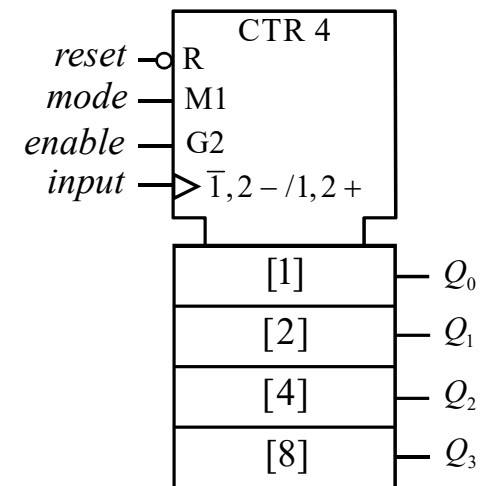 CTR 4
reset R
mode M1
enable G2
input 1̅,2 − /1,2 +
[1] Q₀
[2] Q₁
[4] Q₂
[8] Q₃